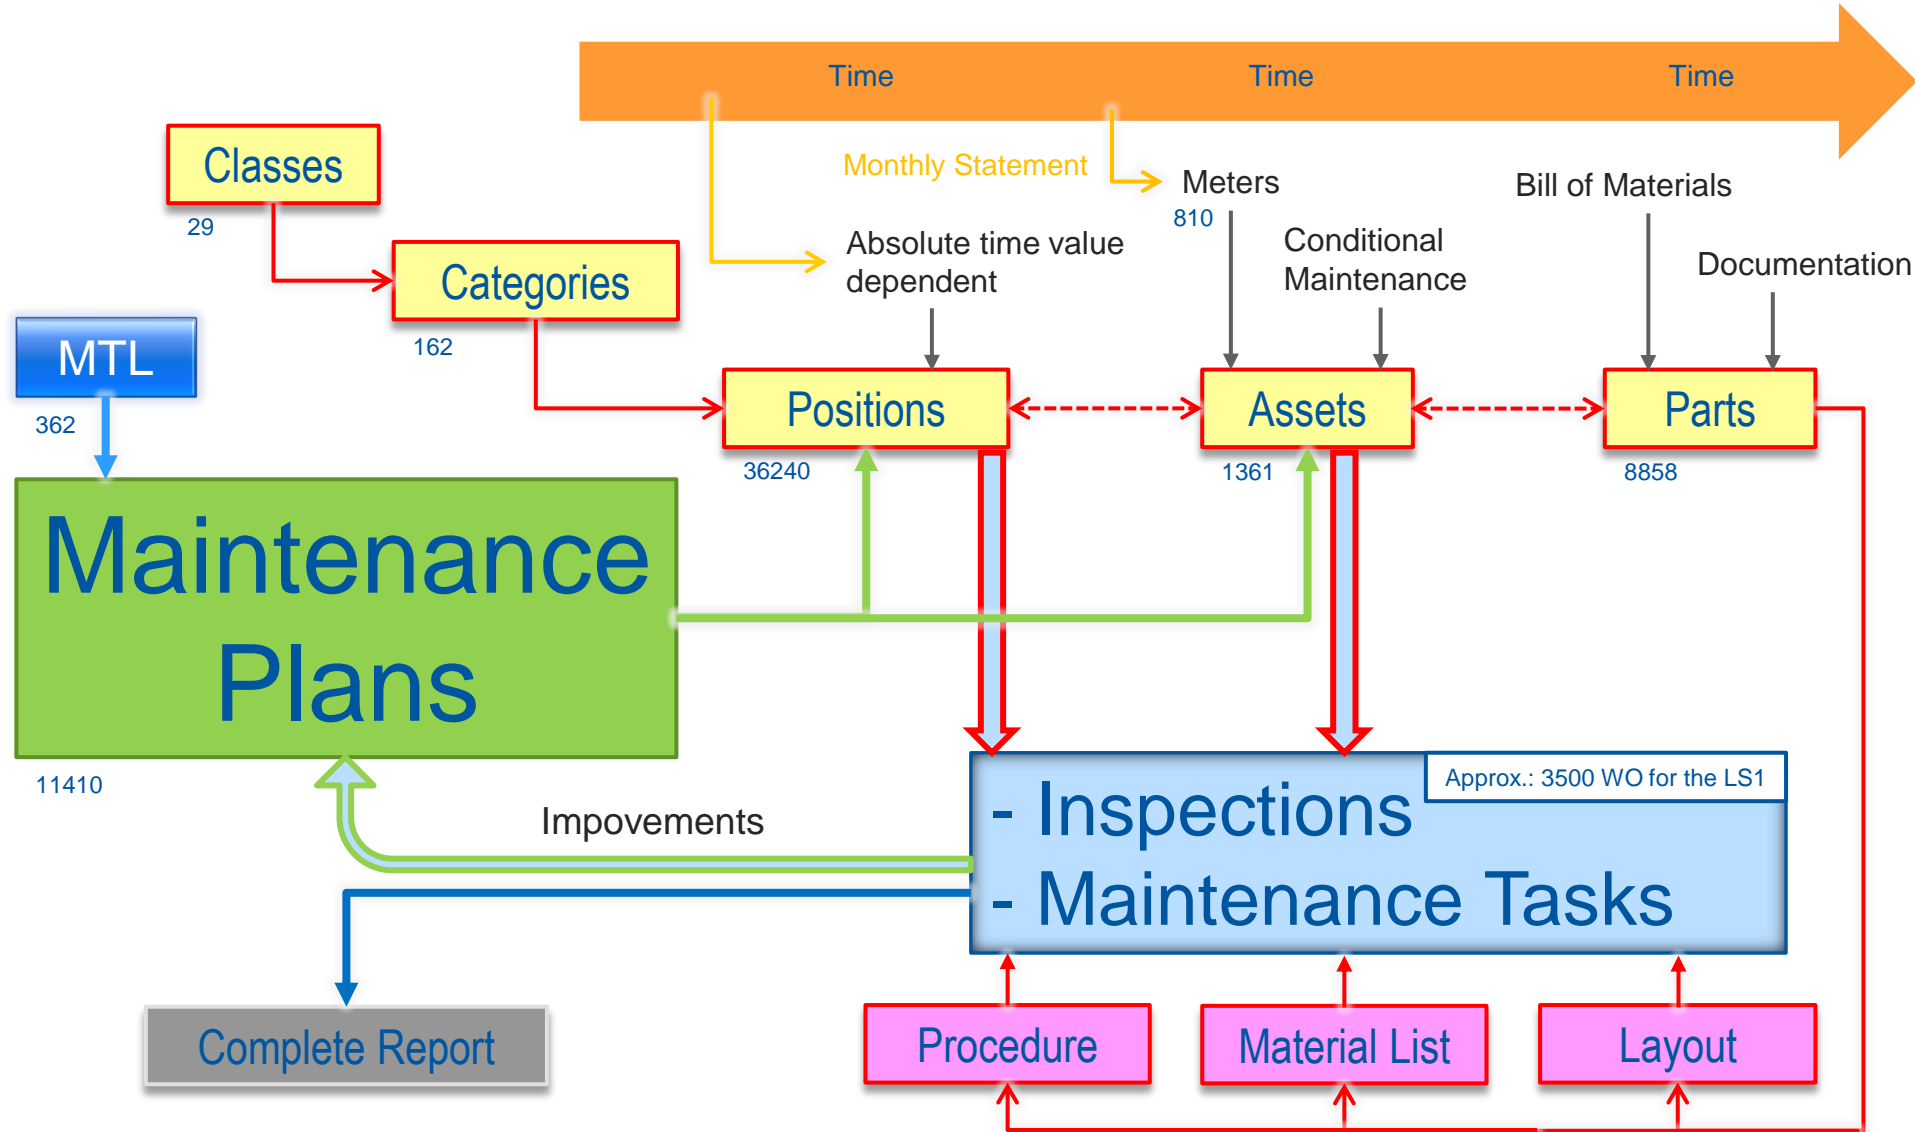 Time
Time
Time
Classes
29
Monthly Statement
Meters
810
Bill of Materials
Categories
162
Absolute time value
dependent
Conditional
Maintenance
Documentation
MTL
362
Positions
36240
Assets
1361
Parts
8858
Maintenance
Plans
11410
Approx.: 3500 WO for the LS1
- Inspections
- Maintenance Tasks
Impovements
Complete Report
Procedure
Material List
Layout